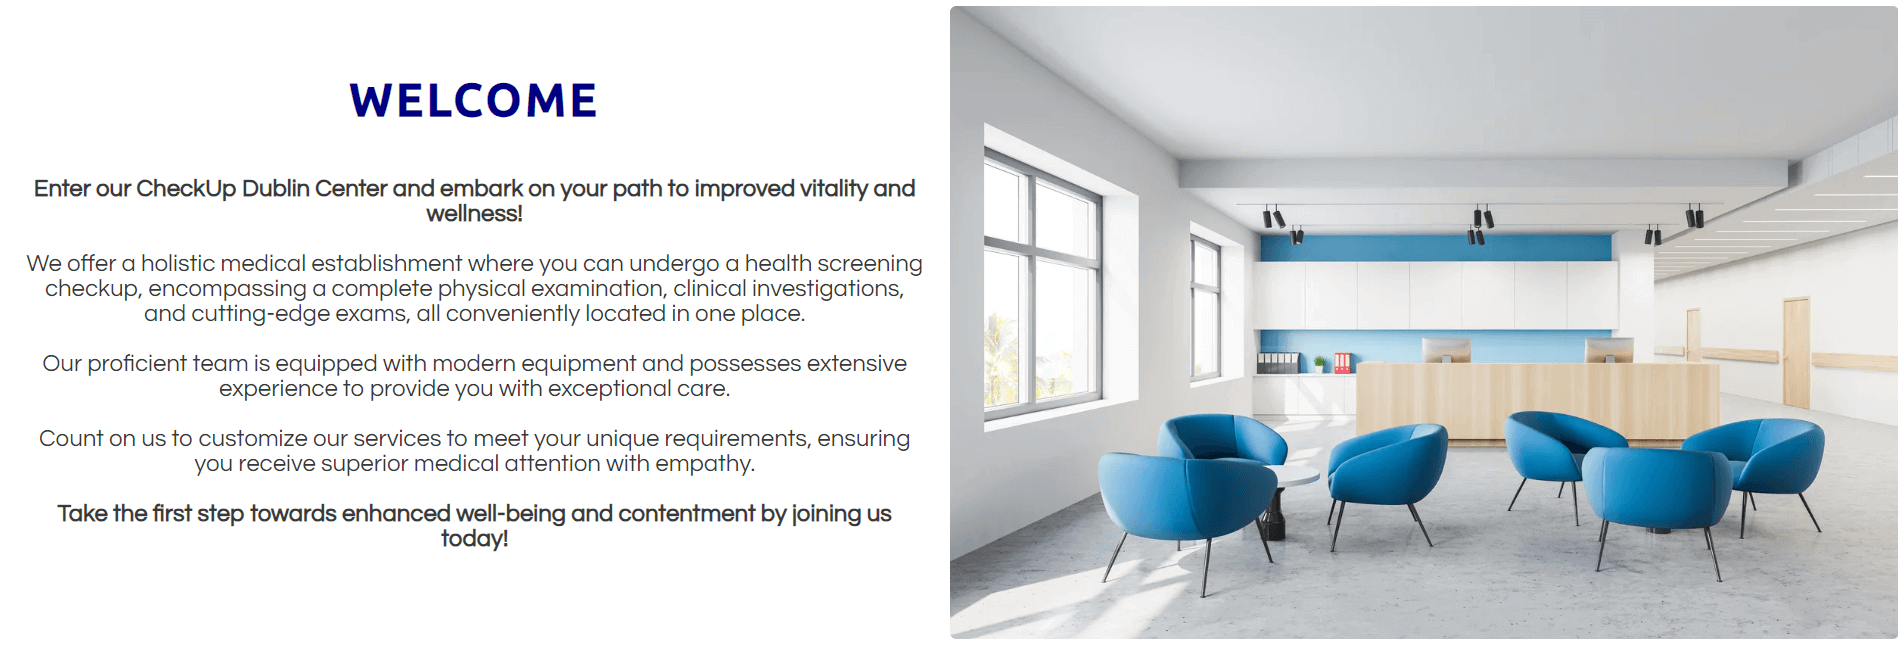 WELCOME
Enter our CheckUp Dublin Center and embark on your path to improved vitality and
wellness!
We offer a holistic medical establishment where you can undergo a health screening
checkup, encompassing a complete physical examination, clinical investigations,
and cutting-edge exams, all conveniently located in one place.
Our proficient team is equipped with modern equipment and possesses extensive
experience to provide you with exceptional care.
Count on us to customize our services to meet your unique requirements, ensuring
you receive superior medical attention with empathy.
Take the first step towards enhanced well-being and contentment by joining us
today!